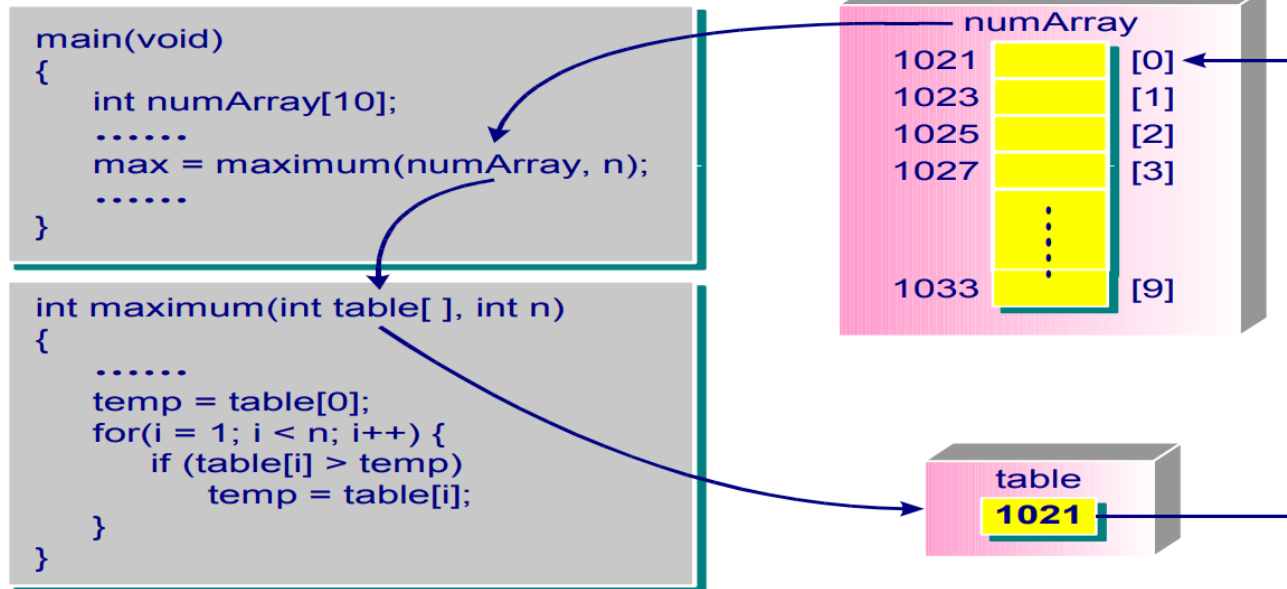 main(void)
{
int numArray[10];
......
max = maximum(numArray, n);
......
}
int maximum(int table[ ], int n)
{
......
temp = table[0];
for(i = 1; i < n; i++) {
if (table[i] > temp)
temp = table[i];
}
}
numArray
1021 [0]
1023 [1]
1025 [2]
1027 [3]
1033 [9]
table
1021